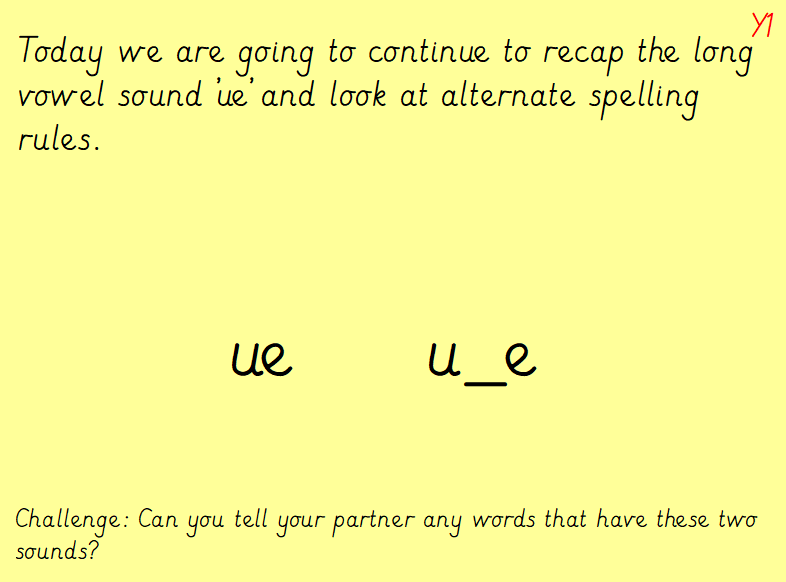 Y1
Today we are going to continue to recap the long
vowel sound 'ue' and look at alternate spelling
rules.
ue u_e
Challenge: Can you tell your partner any words that have these two
sounds?